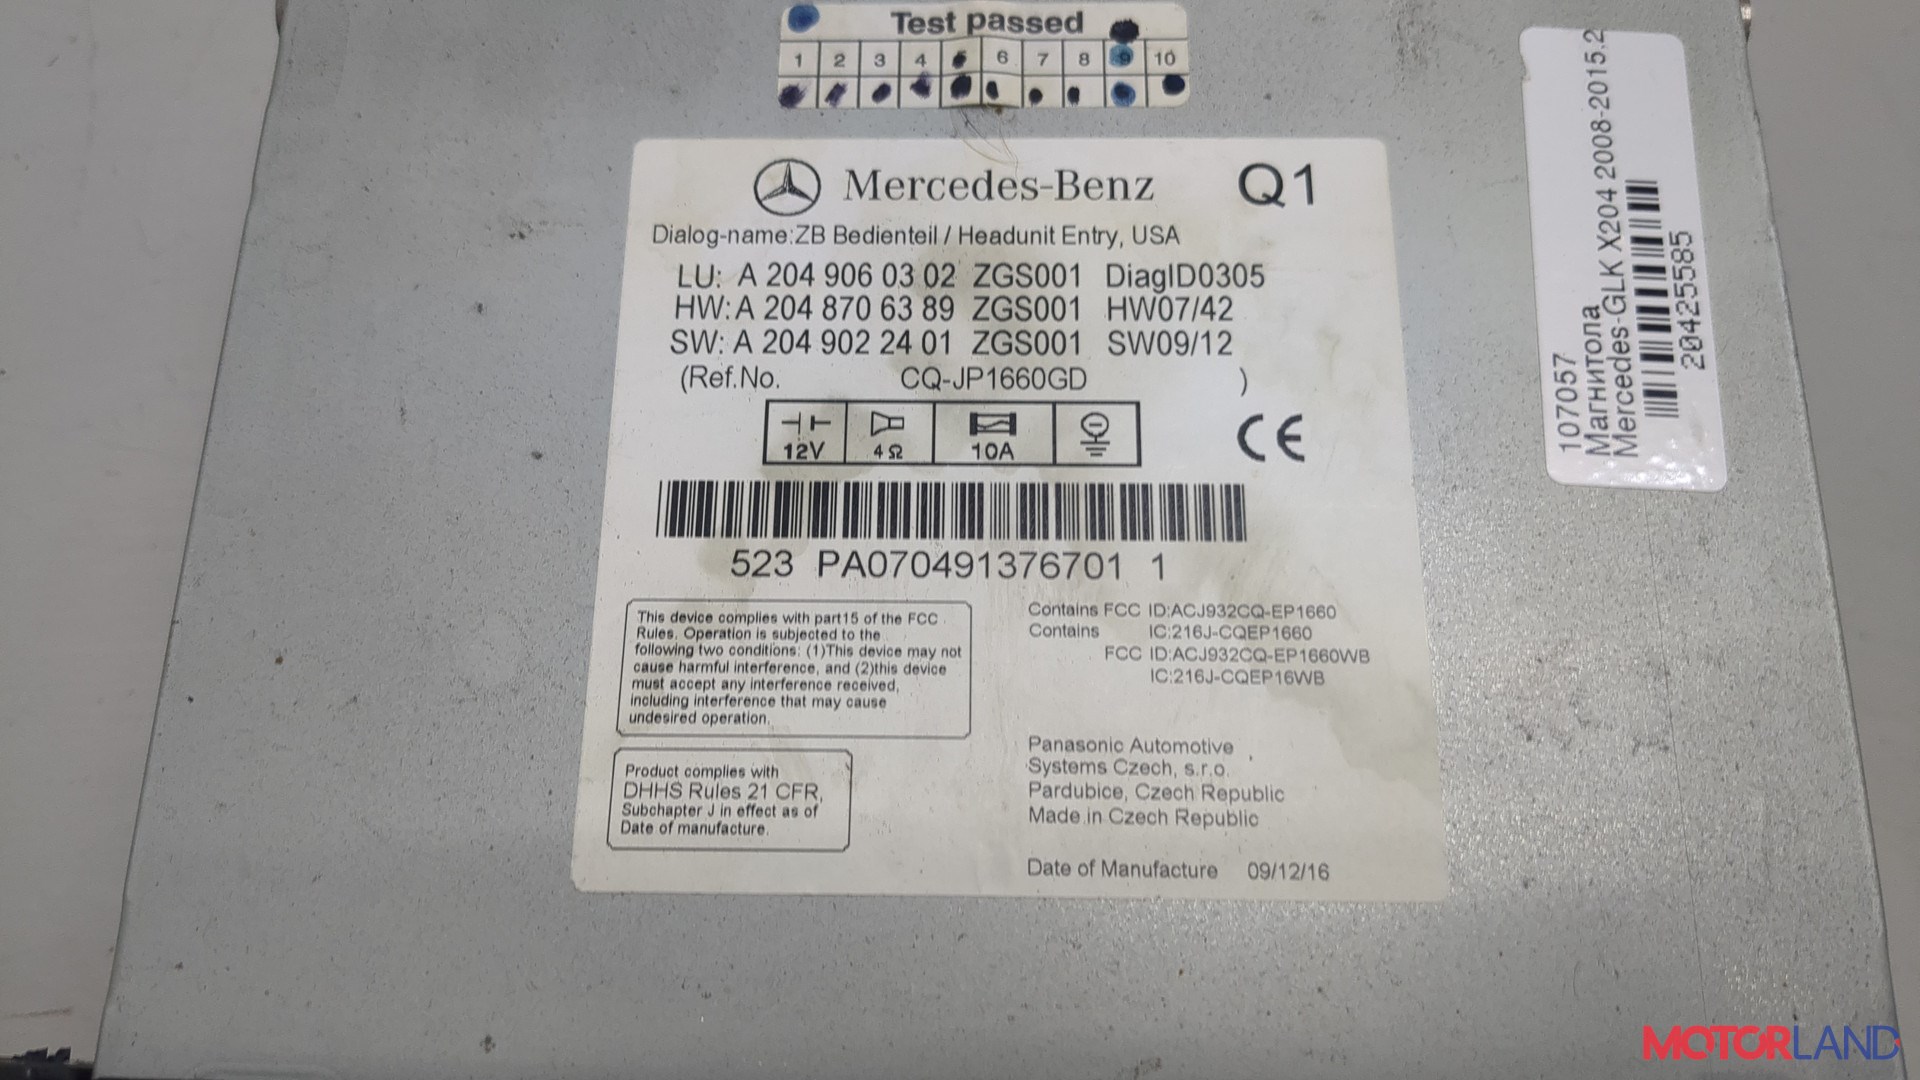 Test passed
1 2 3 4 5 6 7 8 9 10
Mercedes-Benz Q1
Dialog-name:ZB Bedienteil / Headunit Entry, USA
LU: A 204 906 03 02 ZGS001 DiagID0305
HW: A 204 870 63 89 ZGS001 HW07/42
SW: A 204 902 24 01 ZGS001 SW09/12
(Ref.No. CQ-JP1660GD )
12V 4Ω 10A
CE
523 PA070491376701 1
This device complies with part15 of the FCC
Rules. Operation is subjected to the
following two conditions: (1)This device may not
cause harmful interference, and (2)this device
must accept any interference received,
including interference that may cause
undesired operation.
Product complies with
DHHS Rules 21 CFR,
Subchapter J in effect as of
Date of manufacture.
Contains FCC ID:ACJ932CQ-EP1660
Contains IC:216J-CQEP1660
FCC ID:ACJ932CQ-EP1660WB
IC:216J-CQEP16WB
Panasonic Automotive
Systems Czech, s.r.o.
Pardubice, Czech Republic
Made in Czech Republic
Date of Manufacture 09/12/16
107057
Магнитола
Mercedes-GLK X204 2008-2015.2
20425585
MOTORLAND